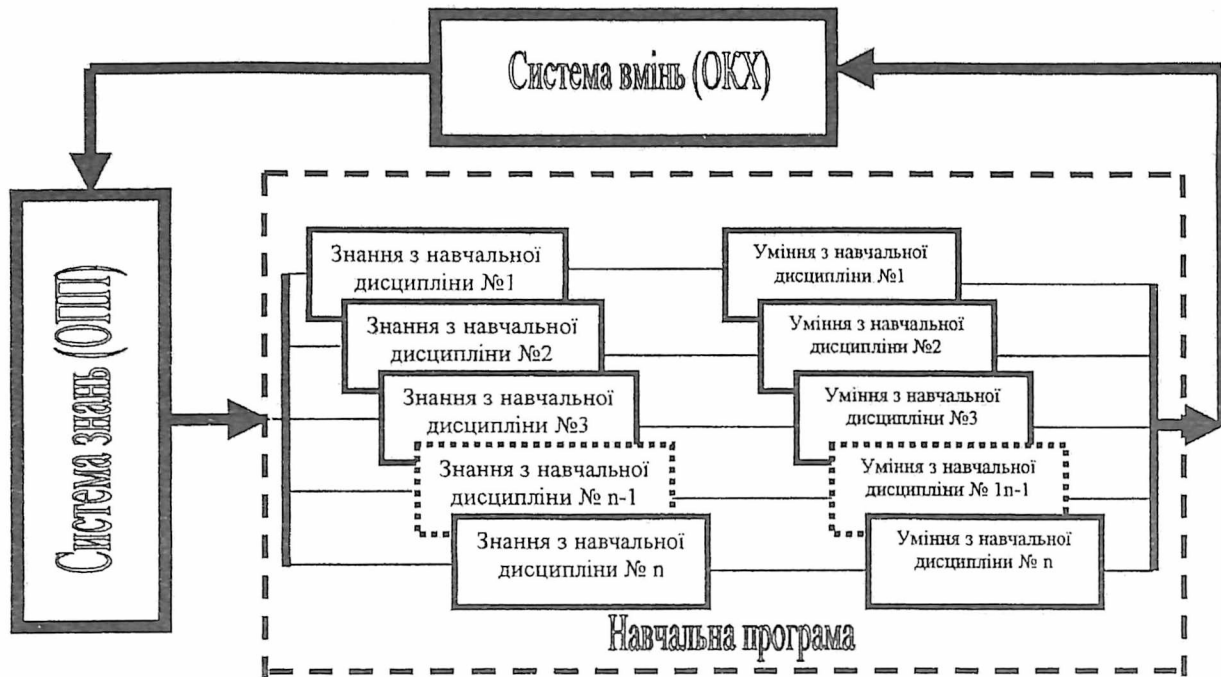 Система вмінь (ОКХ)
Система знань (ОПП)
Знання з навчальної
дисципліни №1
Знання з навчальної
дисципліни №2
Знання з навчальної
дисципліни №3
Знання з навчальної
дисципліни № n-1
Знання з навчальної
дисципліни № n
Уміння з навчальної
дисципліни №1
Уміння з навчальної
дисципліни №2
Уміння з навчальної
дисципліни №3
Уміння з навчальної
дисципліни № 1n-1
Уміння з навчальної
дисципліни № n
Навчальна програма